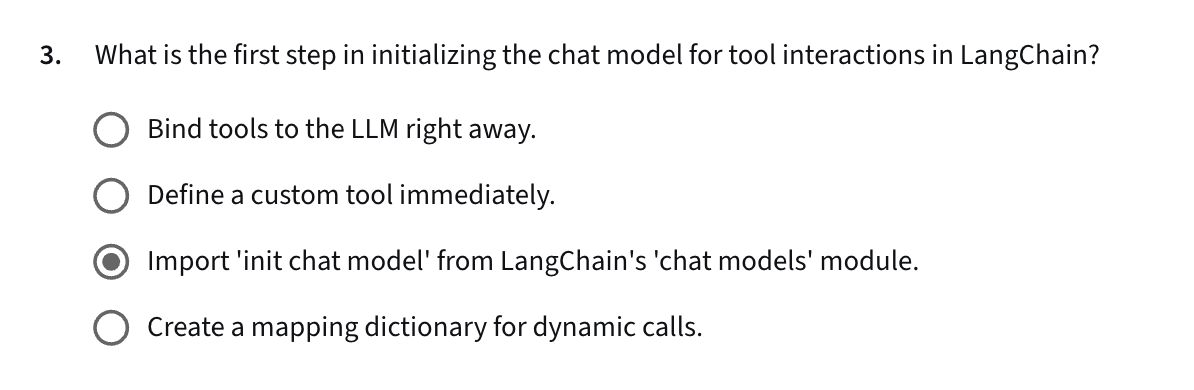 3. What is the first step in initializing the chat model for tool interactions in LangChain?
Bind tools to the LLM right away.
Define a custom tool immediately.
Import 'init chat model' from LangChain's 'chat models' module.
Create a mapping dictionary for dynamic calls.